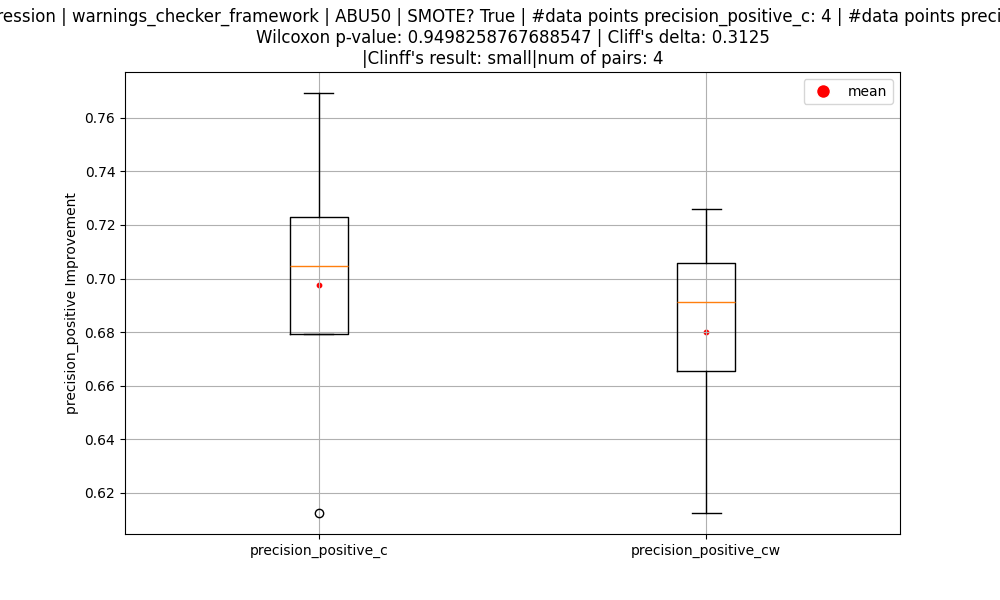 | warnings_checker_framework | ABU50 | SMOTE? True | #data points precision_positive_c: 4 | #data points
Wilcoxon p-value: 0.9498258767688547 | Cliff's delta: 0.3125
|Clinff's result: small|num of pairs: 4
mean
0.76
0.74
0.72
0.70
0.68
0.66
0.64
0.62
precision_positive Improvement
precision_positive_c precision_positive_cw